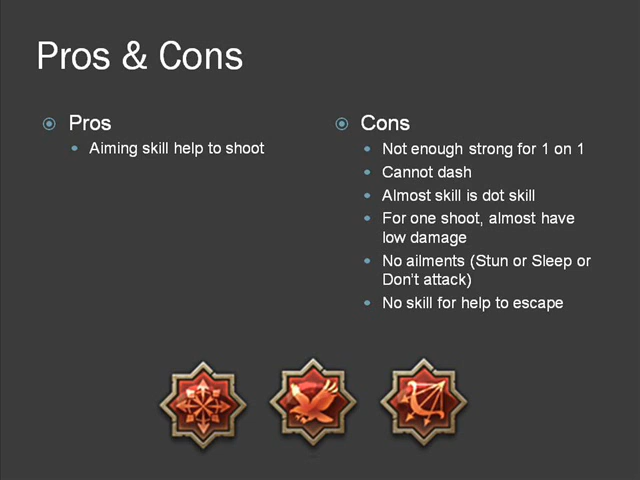 Pros & Cons
Pros
Aiming skill help to shoot
Cons
Not enough strong for 1 on 1
Cannot dash
Almost skill is dot skill
For one shoot, almost have
low damage
No ailments (Stun or Sleep or
Don't attack)
No skill for help to escape